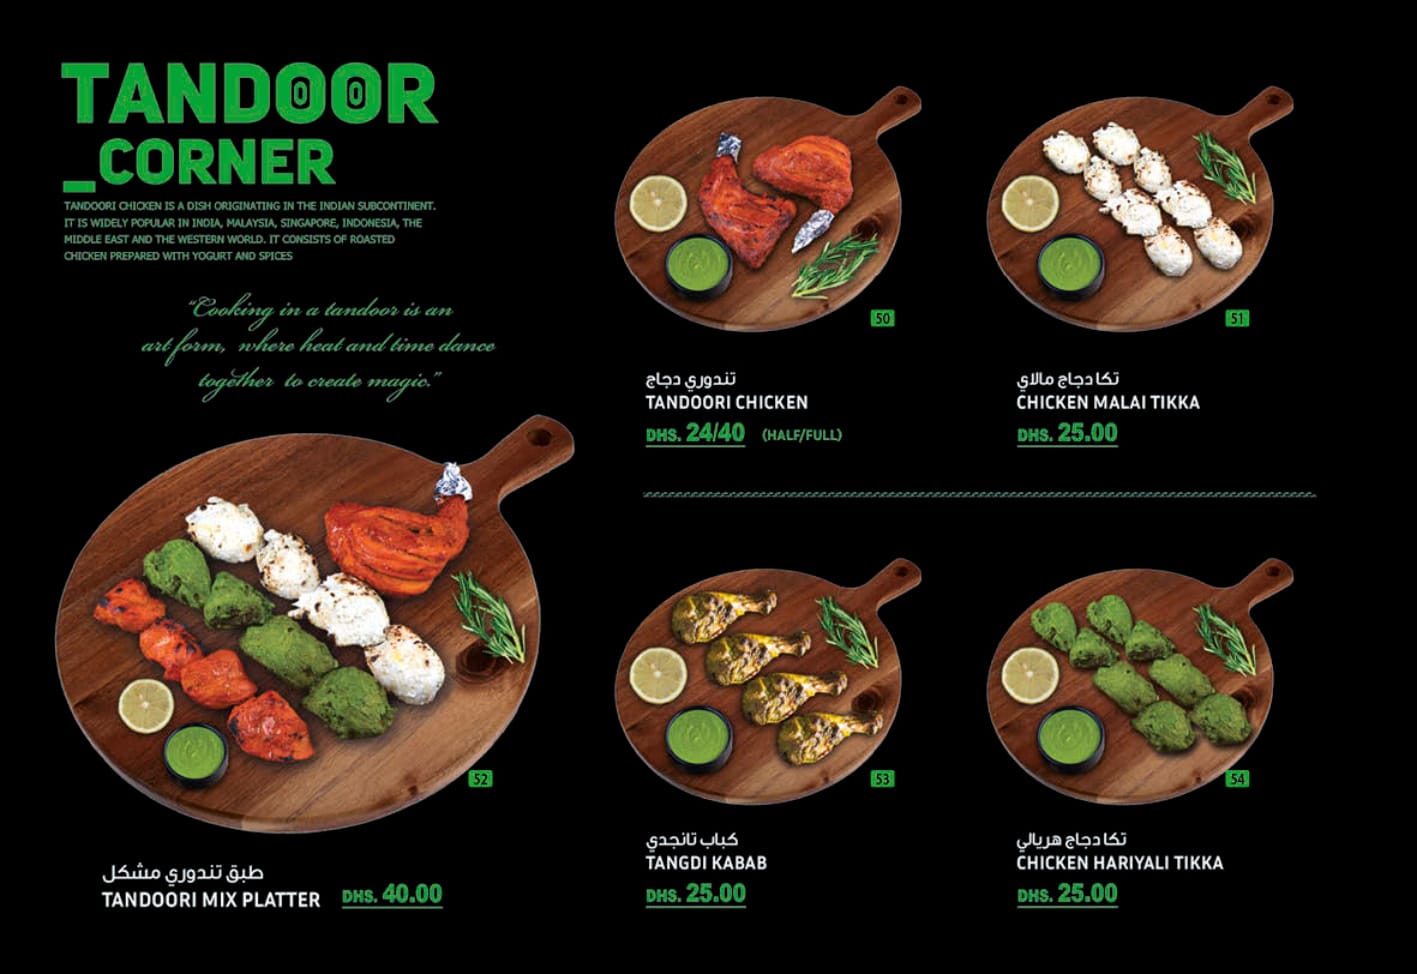 TANDOOR
_CORNER
TANDOORI CHICKEN IS A DISH ORIGINATING IN THE INDIAN SUBCONTINENT.
IT IS WIDELY POPULAR IN INDIA, MALAYSIA, SINGAPORE, INDONESIA, THE
MIDDLE EAST AND THE WESTERN WORLD. IT CONSISTS OF ROASTED
CHICKEN PREPARED WITH YOGURT AND SPICES
“Cooking in a tandoor is an
art form, where heat and time dance
together to create magic.”
52
طبق تندوري مشكل
TANDOORI MIX PLATTER DHS. 40.00
50
تندوري دجاج
TANDOORI CHICKEN
DHS. 24/40 (HALF/FULL)
51
تكا دجاج مالاي
CHICKEN MALAI TIKKA
DHS. 25.00
53
كباب تانجدي
TANGDI KABAB
DHS. 25.00
54
تكا دجاج هريالي
CHICKEN HARIYALI TIKKA
DHS. 25.00